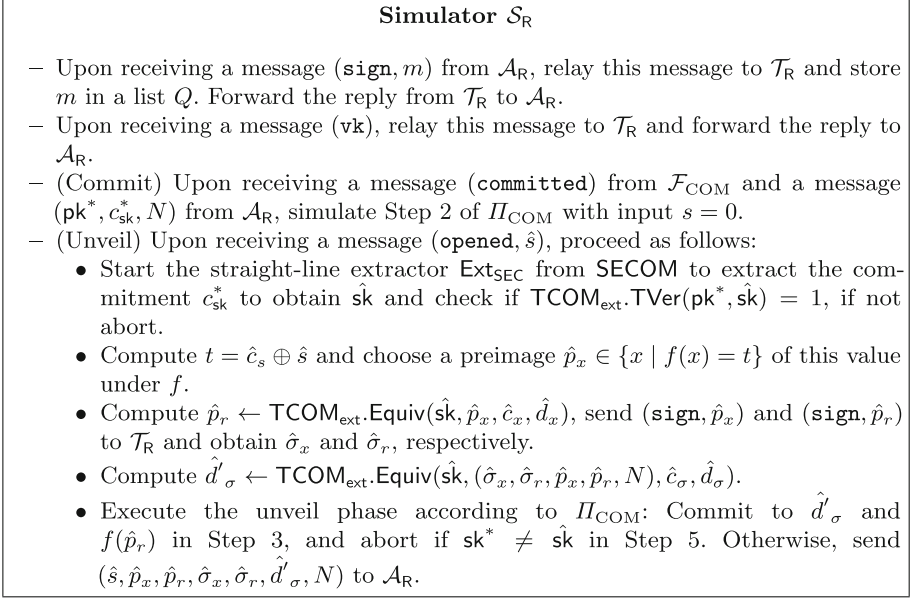 Simulator 𝒮_R
– Upon receiving a message (sign, m) from 𝒜_R, relay this message to 𝒯_R and store
m in a list Q. Forward the reply from 𝒯_R to 𝒜_R.
– Upon receiving a message (vk), relay this message to 𝒯_R and forward the reply to
𝒜_R.
– (Commit) Upon receiving a message (committed) from ℱ_COM and a message
(pk*, c*_sk, N) from 𝒜_R, simulate Step 2 of Π_COM with input s = 0.
– (Unveil) Upon receiving a message (opened, ŝ), proceed as follows:
• Start the straight-line extractor Ext_SEC from SECOM to extract the com-
mitment c*_sk to obtain sk̂ and check if TCOM_ext.TVer(pk*, sk̂) = 1, if not
abort.
• Compute t = ĉ_s ⊕ ŝ and choose a preimage p̂_x ∈ {x | f(x) = t} of this value
under f.
• Compute p̂_r ← TCOM_ext.Equiv(sk̂, p̂_x, ĉ_x, d̂_x), send (sign, p̂_x) and (sign, p̂_r)
to 𝒯_R and obtain σ̂_x and σ̂_r, respectively.
• Compute d̂'_σ ← TCOM_ext.Equiv(sk̂, (σ̂_x, σ̂_r, p̂_x, p̂_r, N), ĉ_σ, d̂_σ).
• Execute the unveil phase according to Π_COM: Commit to d̂'_σ and
f(p̂_r) in Step 3, and abort if sk* ≠ sk̂ in Step 5. Otherwise, send
(ŝ, p̂_x, p̂_r, σ̂_x, σ̂_r, d̂'_σ, N) to 𝒜_R.